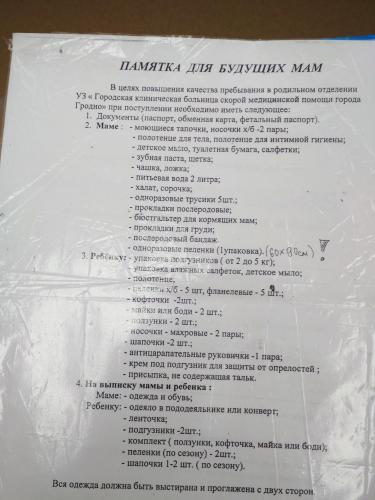 ПАМЯТКА ДЛЯ БУДУЩИХ МАМ
В целях повышения качества пребывания в родильном отделении
УЗ « Городская клиническая больница скорой медицинской помощи города
Гродно» при поступлении необходимо иметь следующее:
1. Документы (паспорт, обменная карта, фетальный паспорт).
2. Маме : - моющиеся тапочки, носочки х/б -2 пары;
- полотенце для тела, полотенце для интимной гигиены;
- детское мыло, туалетная бумага, салфетки;
- зубная паста, щетка;
- чашка, ложка;
- питьевая вода 2 литра;
- халат, сорочка;
- одноразовые трусики 5шт.;
- прокладки послеродовые;
- бюстгальтер для кормящих мам;
- прокладки для груди;
- послеродовый бандаж.
- одноразовые пеленки (1упаковка). (60х90см) !
3. Ребенку: - упаковка подгузников ( от 2 до 5 кг);
- упаковка влажных салфеток, детское мыло;
- полотенце;
- пеленки х/б - 5 шт, фланелевые - 5 шт.;
- кофточки -2шт.;
- майки или боди - 2 шт.;
- ползунки - 2 шт.;
- носочки - махровые - 2 пары;
- шапочки -2 шт.;
- антицарапательные руковички -1 пара;
- крем под подгузник для защиты от опрелостей ;
- присыпка, не содержащая тальк.
4. На выписку мамы и ребенка :
Маме: - одежда и обувь;
Ребенку: - одеяло в пододеяльнике или конверт;
- ленточка;
- подгузники -2шт.;
- комплект ( ползунки, кофточка, майка или боди);
- пеленки (по сезону) - 2шт.;
- шапочки 1-2 шт. ( по сезону).
Вся одежда должна быть выстирана и проглажена с двух сторон